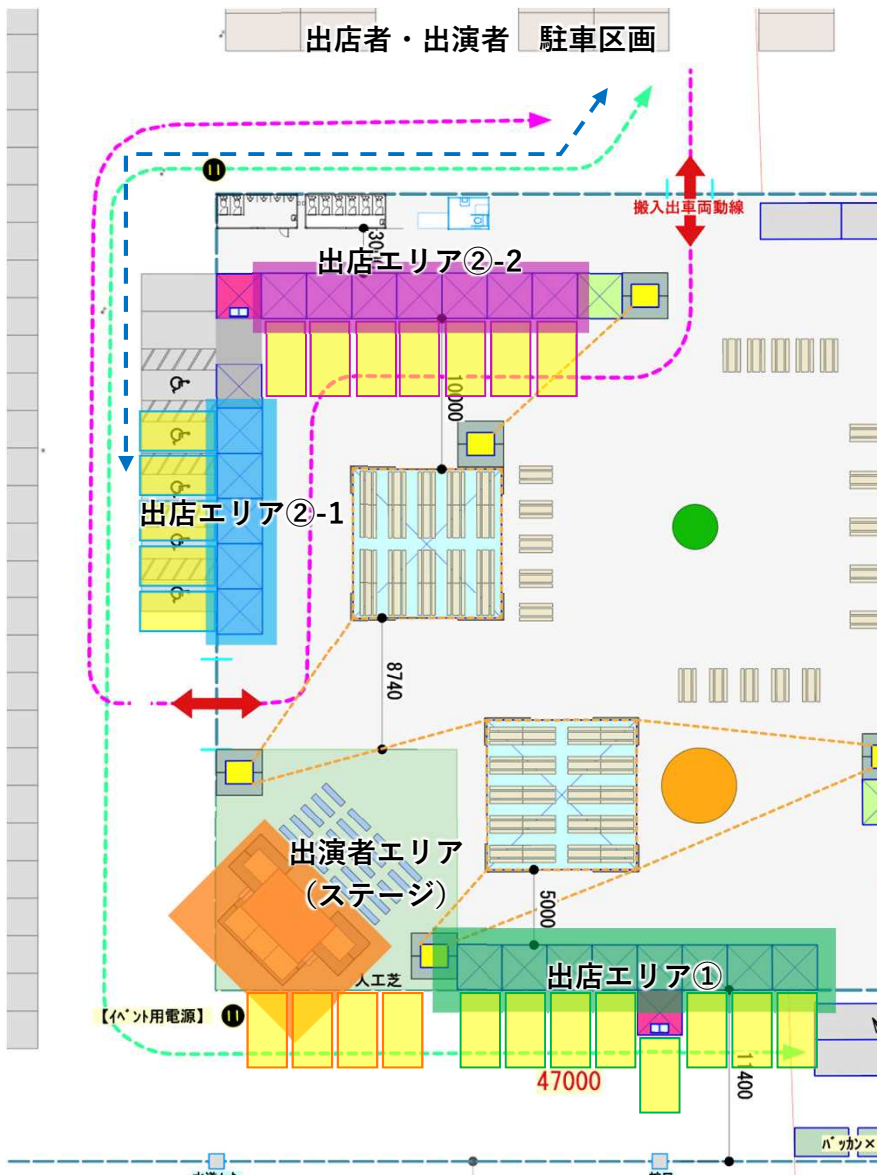 出店者・出演者　駐車区画
搬入出車両動線
出店エリア②-2
10000
出店エリア②-1
8740
出演者エリア
（ステージ）
5000
人工芝
出店エリア①
【イベント用電源】
47000
11400
バッカン×